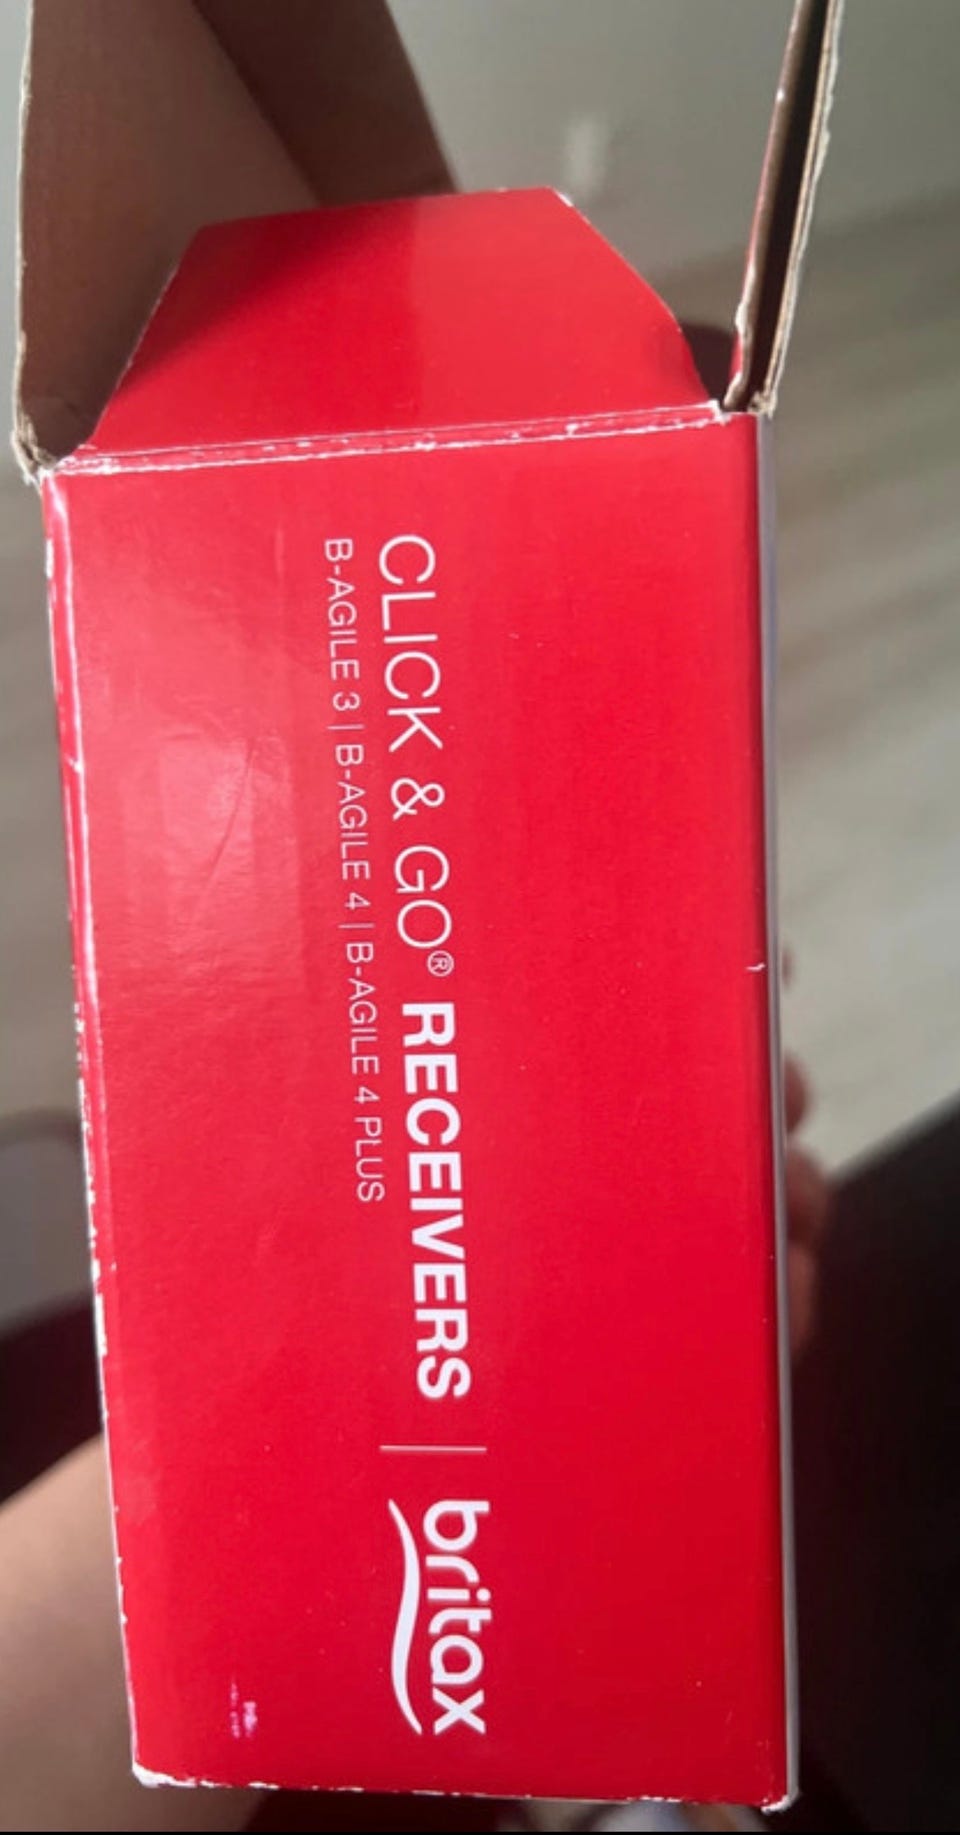 CLICK & GO® RECEIVERS | britax
B-AGILE 3 | B-AGILE 4 | B-AGILE 4 PLUS